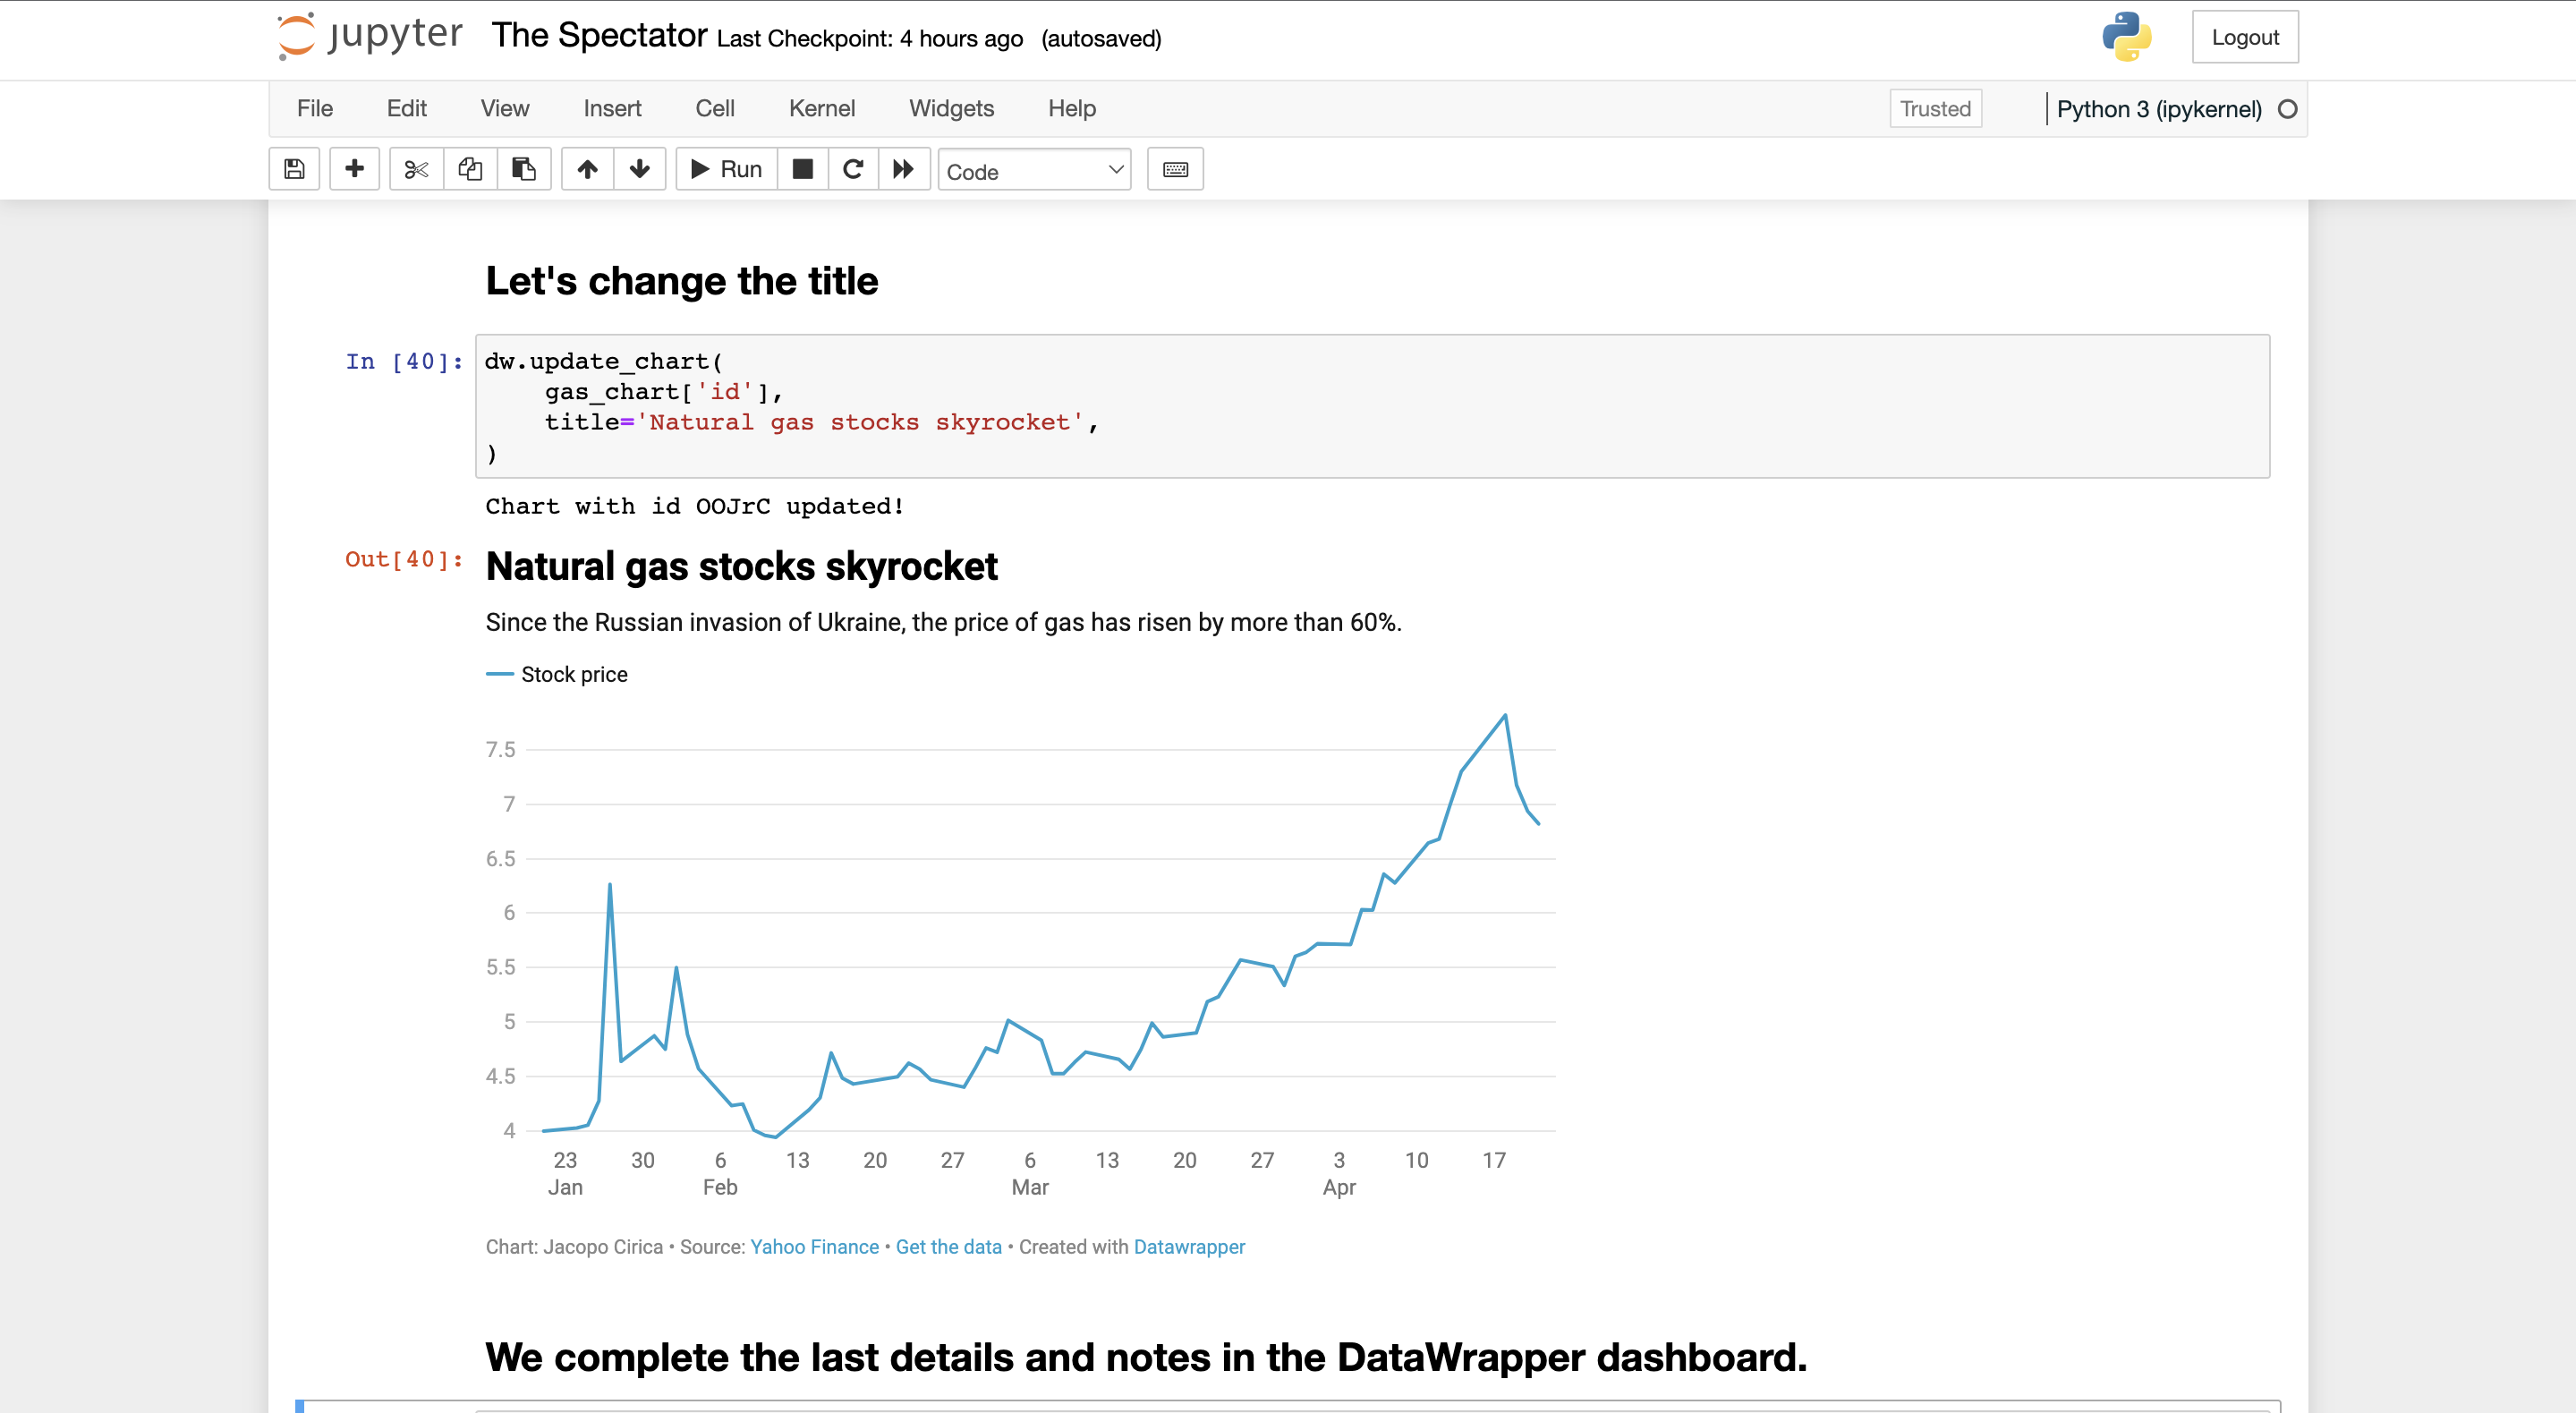 jupyter The Spectator Last Checkpoint: 4 hours ago (autosaved)
Logout
File Edit View Insert Cell Kernel Widgets Help
Trusted Python 3 (ipykernel)
Run Code
Let's change the title
In [40]: dw.update_chart(
gas_chart['id'],
title='Natural gas stocks skyrocket',
)
Chart with id OOJrC updated!
Out[40]: Natural gas stocks skyrocket
Since the Russian invasion of Ukraine, the price of gas has risen by more than 60%.
Stock price
7.5
7
6.5
6
5.5
5
4.5
4
23 30 6 13 20 27 6 13 20 27 3 10 17
Jan Feb Mar Apr
Chart: Jacopo Cirica • Source: Yahoo Finance • Get the data • Created with Datawrapper
We complete the last details and notes in the DataWrapper dashboard.